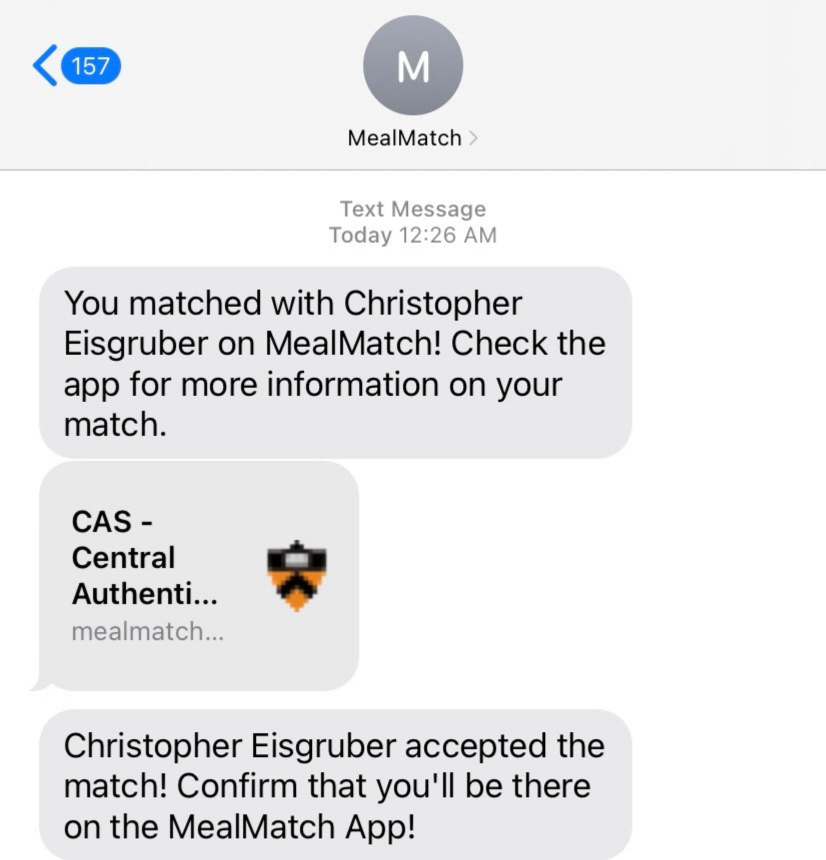 157
M
MealMatch
Text Message
Today 12:26 AM
You matched with Christopher
Eisgruber on MealMatch! Check the
app for more information on your
match.
CAS -
Central
Authenti...
mealmatch...
Christopher Eisgruber accepted the
match! Confirm that you'll be there
on the MealMatch App!